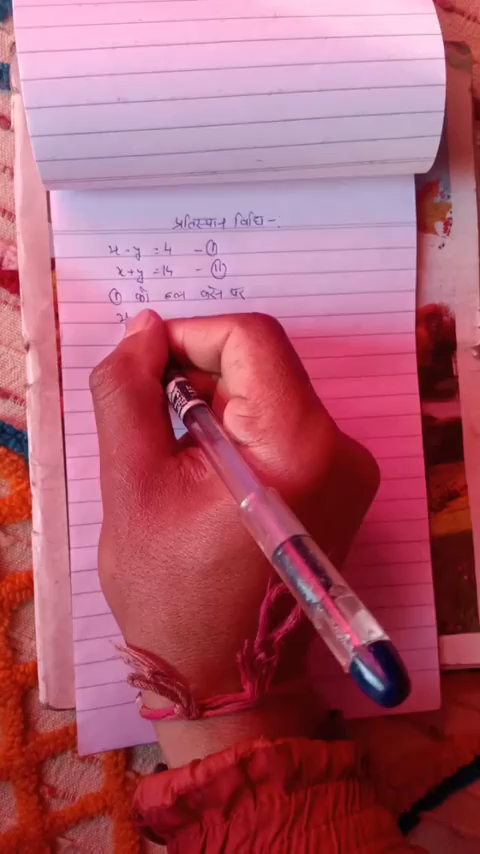 प्रतिस्थापन विधि -:
x - y = 4 - (i)
x + y = 14 - (ii)
(i) को हल करने पर
x